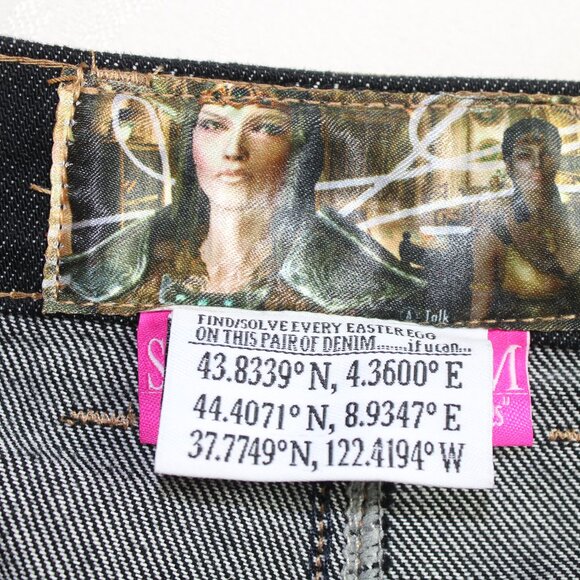 A. Talk
FIND/SOLVE EVERY EASTER EGG
ON THIS PAIR OF DENIM.......if u can...
43.8339° N, 4.3600° E
44.4071° N, 8.9347° E
37.7749° N, 122.4194° W
S
M
s"